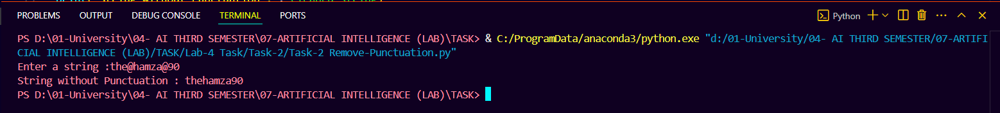 PROBLEMS OUTPUT DEBUG CONSOLE TERMINAL PORTS Python
PS D:\01-University\04- AI THIRD SEMESTER\07-ARTIFICIAL INTELLIGENCE (LAB)\TASK> & C:/ProgramData/anaconda3/python.exe "d:/01-University/04- AI THIRD SEMESTER/07-ARTIFI
CIAL INTELLIGENCE (LAB)/TASK/Lab-4 Task/Task-2/Task-2 Remove-Punctuation.py"
Enter a string :the@hamza@90
String without Punctuation : thehamza90
PS D:\01-University\04- AI THIRD SEMESTER\07-ARTIFICIAL INTELLIGENCE (LAB)\TASK>